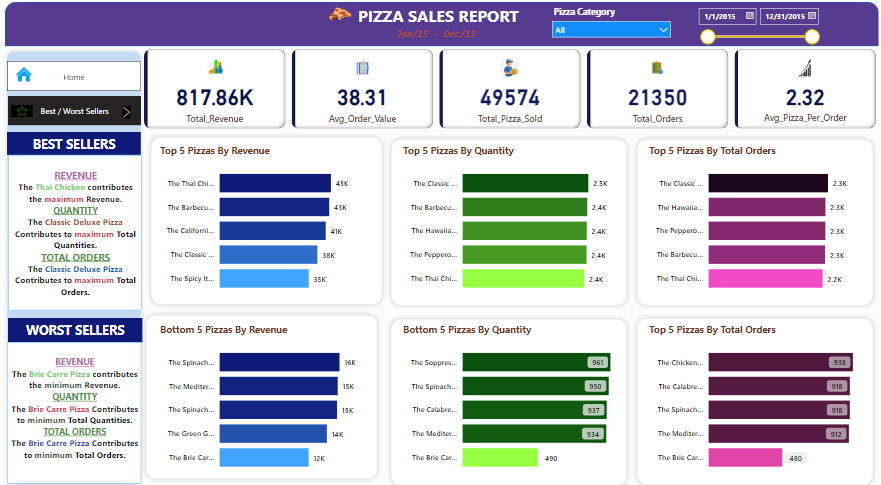 PIZZA SALES REPORT
Jan/15 - Dec/15
Pizza Category
All
1/1/2015
12/31/2015
Home
Best / Worst Sellers
817.86K
Total_Revenue
38.31
Avg_Order_Value
49574
Total_Pizza_Sold
21350
Total_Orders
2.32
Avg_Pizza_Per_Order
BEST SELLERS
REVENUE
The Thai Chicken contributes
the maximum Revenue.
QUANTITY
The Classic Deluxe Pizza
Contributes to maximum Total
Quantities.
TOTAL ORDERS
The Classic Deluxe Pizza
Contributes to maximum Total
Orders.
Top 5 Pizzas By Revenue
The Thai Chi... 43K
The Barbecu... 43K
The Californi... 41K
The Classic ... 38K
The Spicy It... 35K
Top 5 Pizzas By Quantity
The Classic ... 2.5K
The Barbecu... 2.4K
The Hawaiia... 2.4K
The Peppero... 2.4K
The Thai Chi... 2.4K
Top 5 Pizzas By Total Orders
The Classic ... 2.3K
The Hawaiia... 2.3K
The Peppero... 2.3K
The Barbecu... 2.3K
The Thai Chi... 2.2K
WORST SELLERS
REVENUE
The Brie Carre Pizza contributes
the minimum Revenue.
QUANTITY
The Brie Carre Pizza Contributes
to minimum Total Quantities.
TOTAL ORDERS
The Brie Carre Pizza Contributes
to minimum Total Orders.
Bottom 5 Pizzas By Revenue
The Spinach... 16K
The Mediter... 15K
The Spinach... 15K
The Green G... 14K
The Brie Car... 12K
Bottom 5 Pizzas By Quantity
The Soppres... 961
The Spinach... 950
The Calabre... 937
The Mediter... 934
The Brie Car... 490
Top 5 Pizzas By Total Orders
The Chicken... 938
The Calabre... 918
The Spinach... 918
The Mediter... 912
The Brie Car... 480